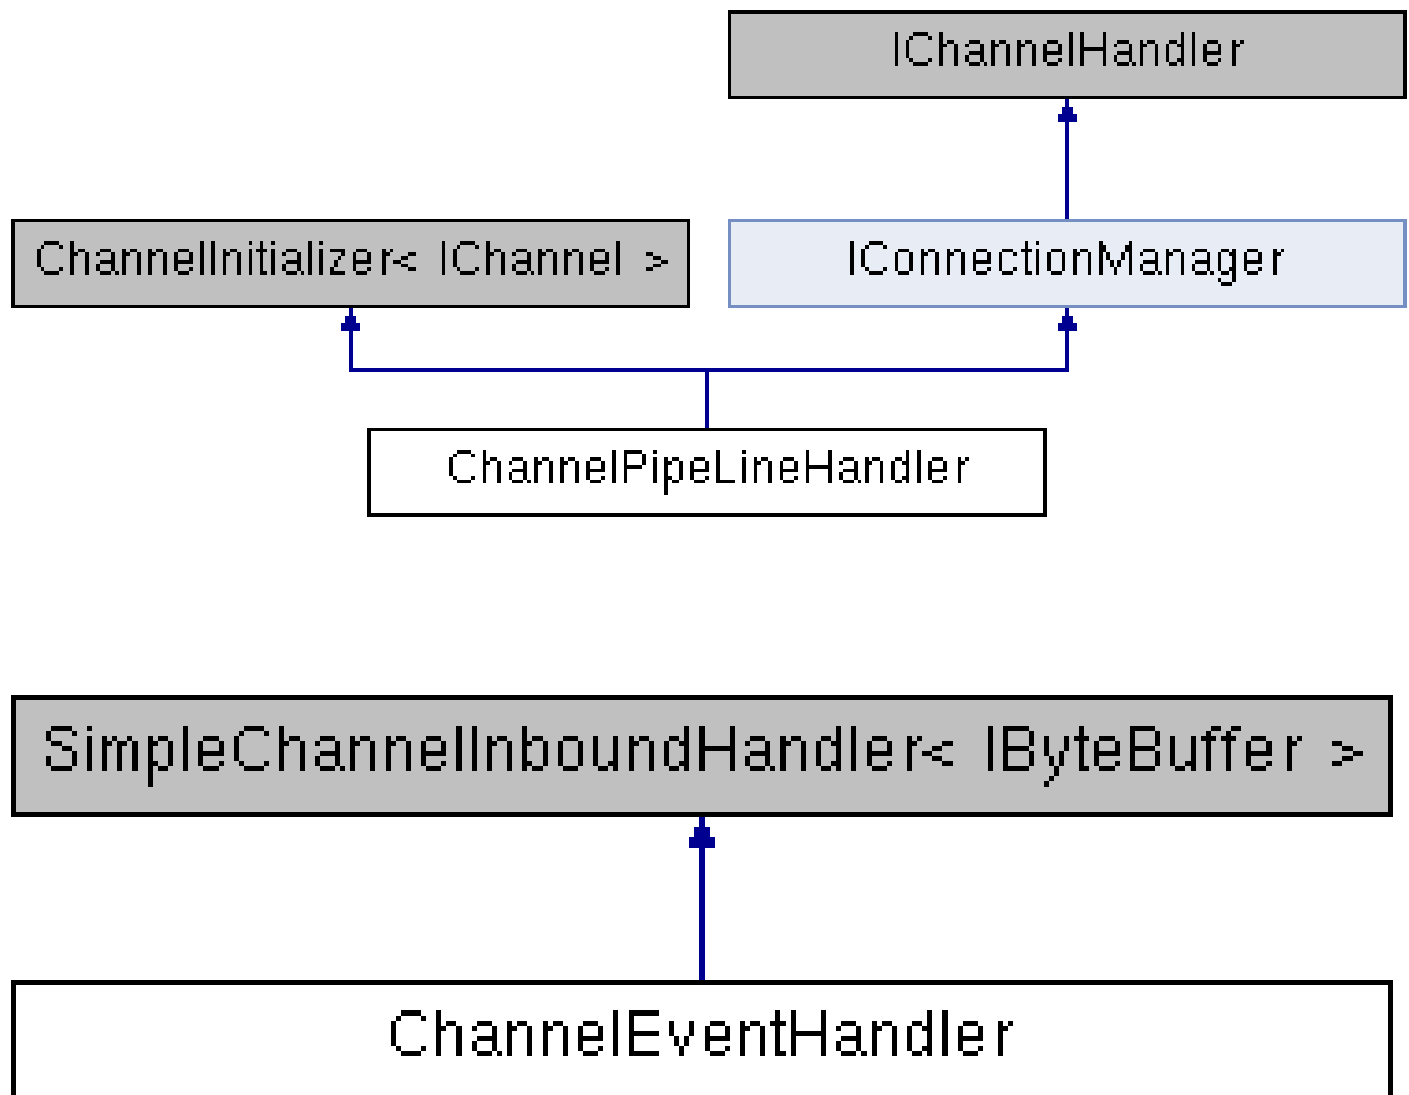 IChannelHandler
ChannelInitializer< IChannel >
IConnectionManager
ChannelPipeLineHandler
SimpleChannelInboundHandler< IByteBuffer >
ChannelEventHandler